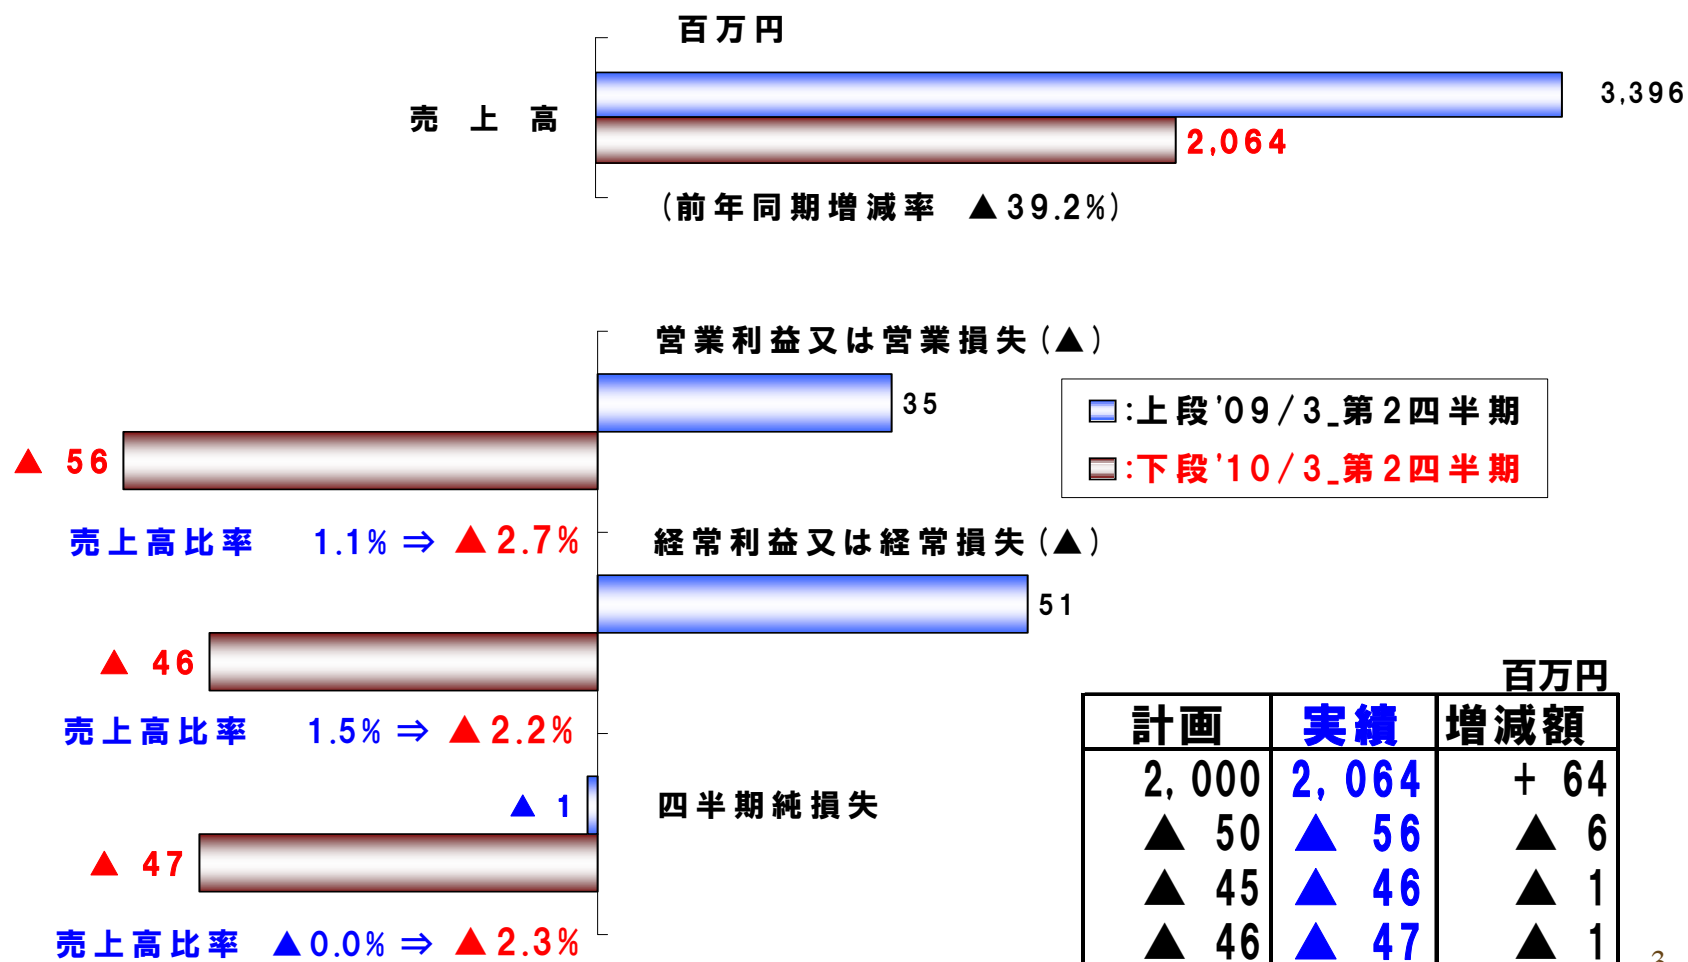 百万円
売上高
3,396
2,064
(前年同期増減率 ▲39.2%)
営業利益又は営業損失(▲)
35
▲ 56
:上段'09/3_第2四半期
:下段'10/3_第2四半期
売上高比率 1.1% ⇒ ▲2.7%
経常利益又は経常損失(▲)
51
▲ 46
売上高比率 1.5% ⇒ ▲2.2%
▲ 1
四半期純損失
▲ 47
売上高比率 ▲0.0% ⇒ ▲2.3%
百万円
計画 実績 増減額
2,000 2,064 + 64
▲ 50 ▲ 56 ▲ 6
▲ 45 ▲ 46 ▲ 1
▲ 46 ▲ 47 ▲ 1
3